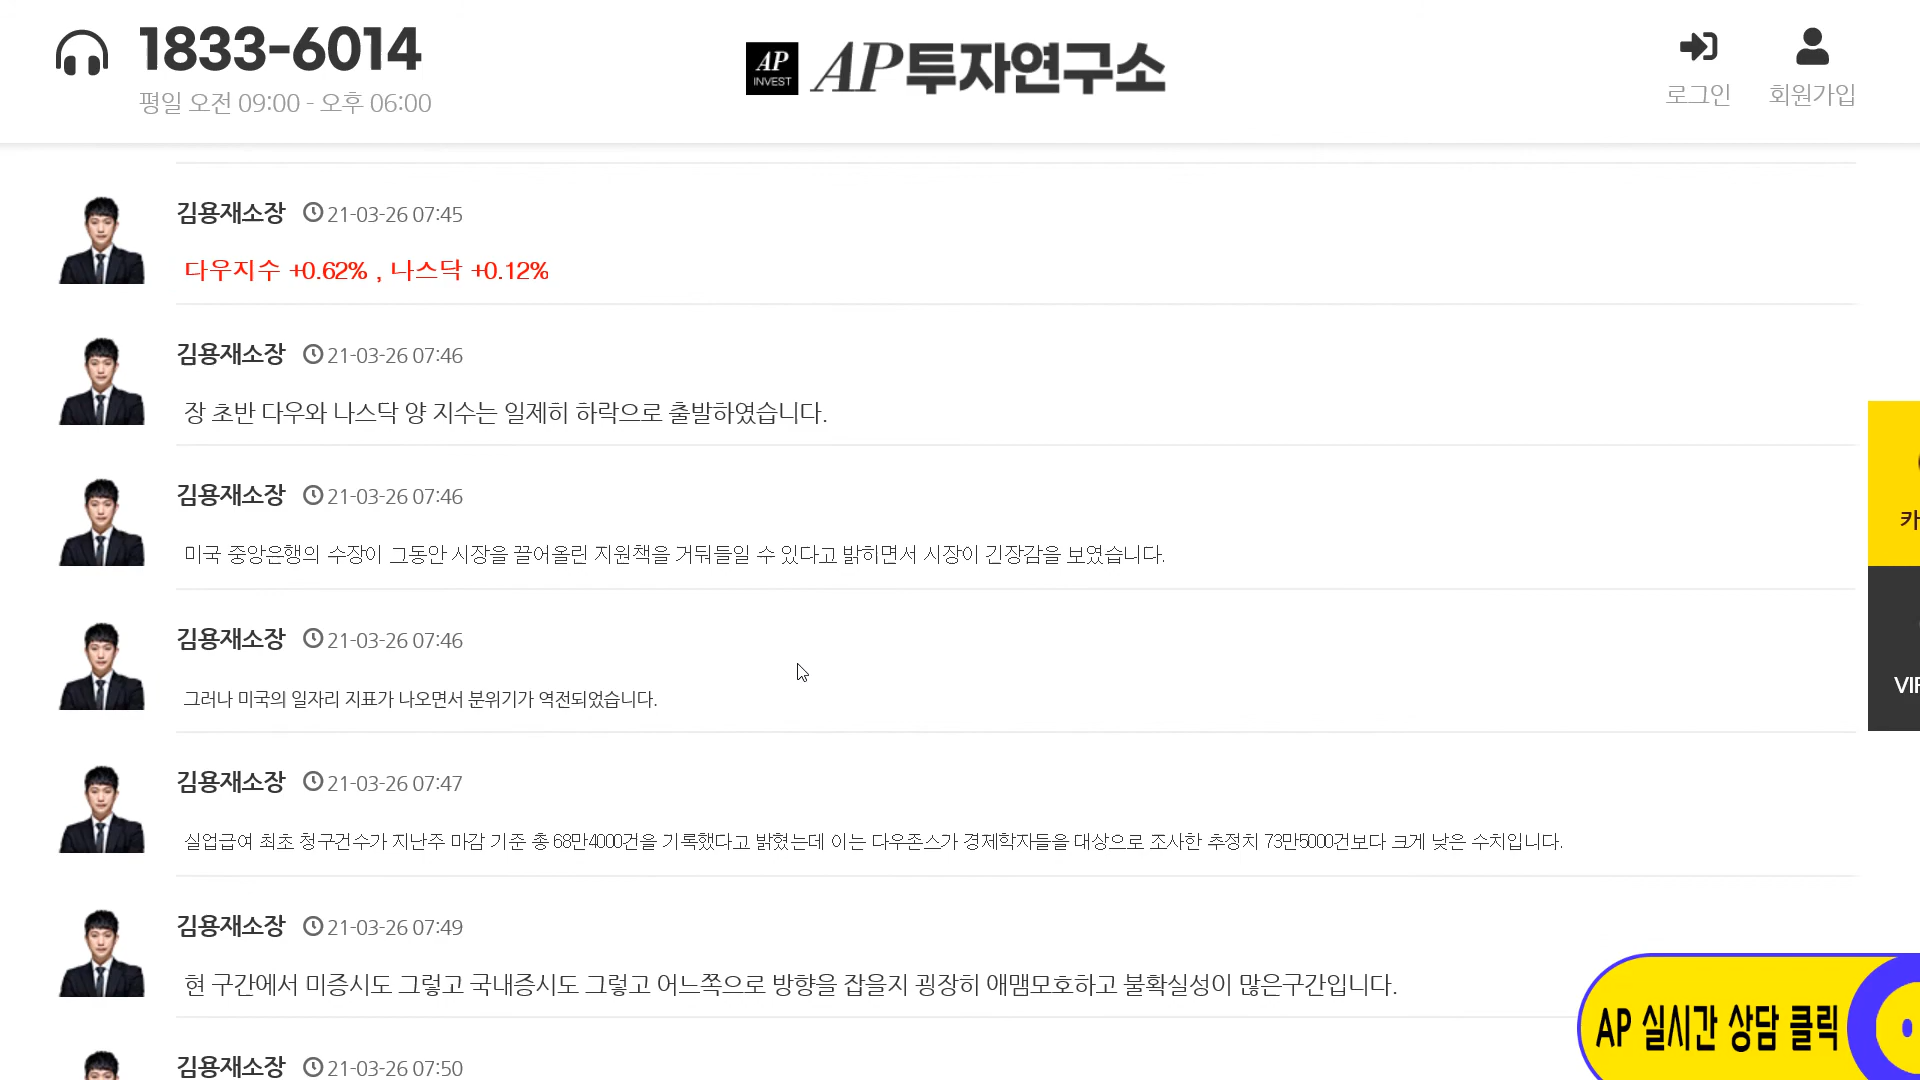 1833-6014
평일 오전 09:00 - 오후 06:00
AP
INVEST
AP투자연구소
로그인
회원가입
김용재소장 21-03-26 07:45
다우지수 +0.62% , 나스닥 +0.12%
김용재소장 21-03-26 07:46
장 초반 다우와 나스닥 양 지수는 일제히 하락으로 출발하였습니다.
김용재소장 21-03-26 07:46
미국 중앙은행의 수장이 그동안 시장을 끌어올린 지원책을 거둬들일 수 있다고 밝히면서 시장이 긴장감을 보였습니다.
김용재소장 21-03-26 07:46
그러나 미국의 일자리 지표가 나오면서 분위기가 역전되었습니다.
김용재소장 21-03-26 07:47
실업급여 최초 청구건수가 지난주 마감 기준 총 68만4000건을 기록했다고 밝혔는데 이는 다우존스가 경제학자들을 대상으로 조사한 추정치 73만5000건보다 크게 낮은 수치입니다.
김용재소장 21-03-26 07:49
현 구간에서 미증시도 그렇고 국내증시도 그렇고 어느쪽으로 방향을 잡을지 굉장히 애맴모호하고 불확실성이 많은구간입니다.
김용재소장 21-03-26 07:50
카
VI
AP 실시간 상담 클릭